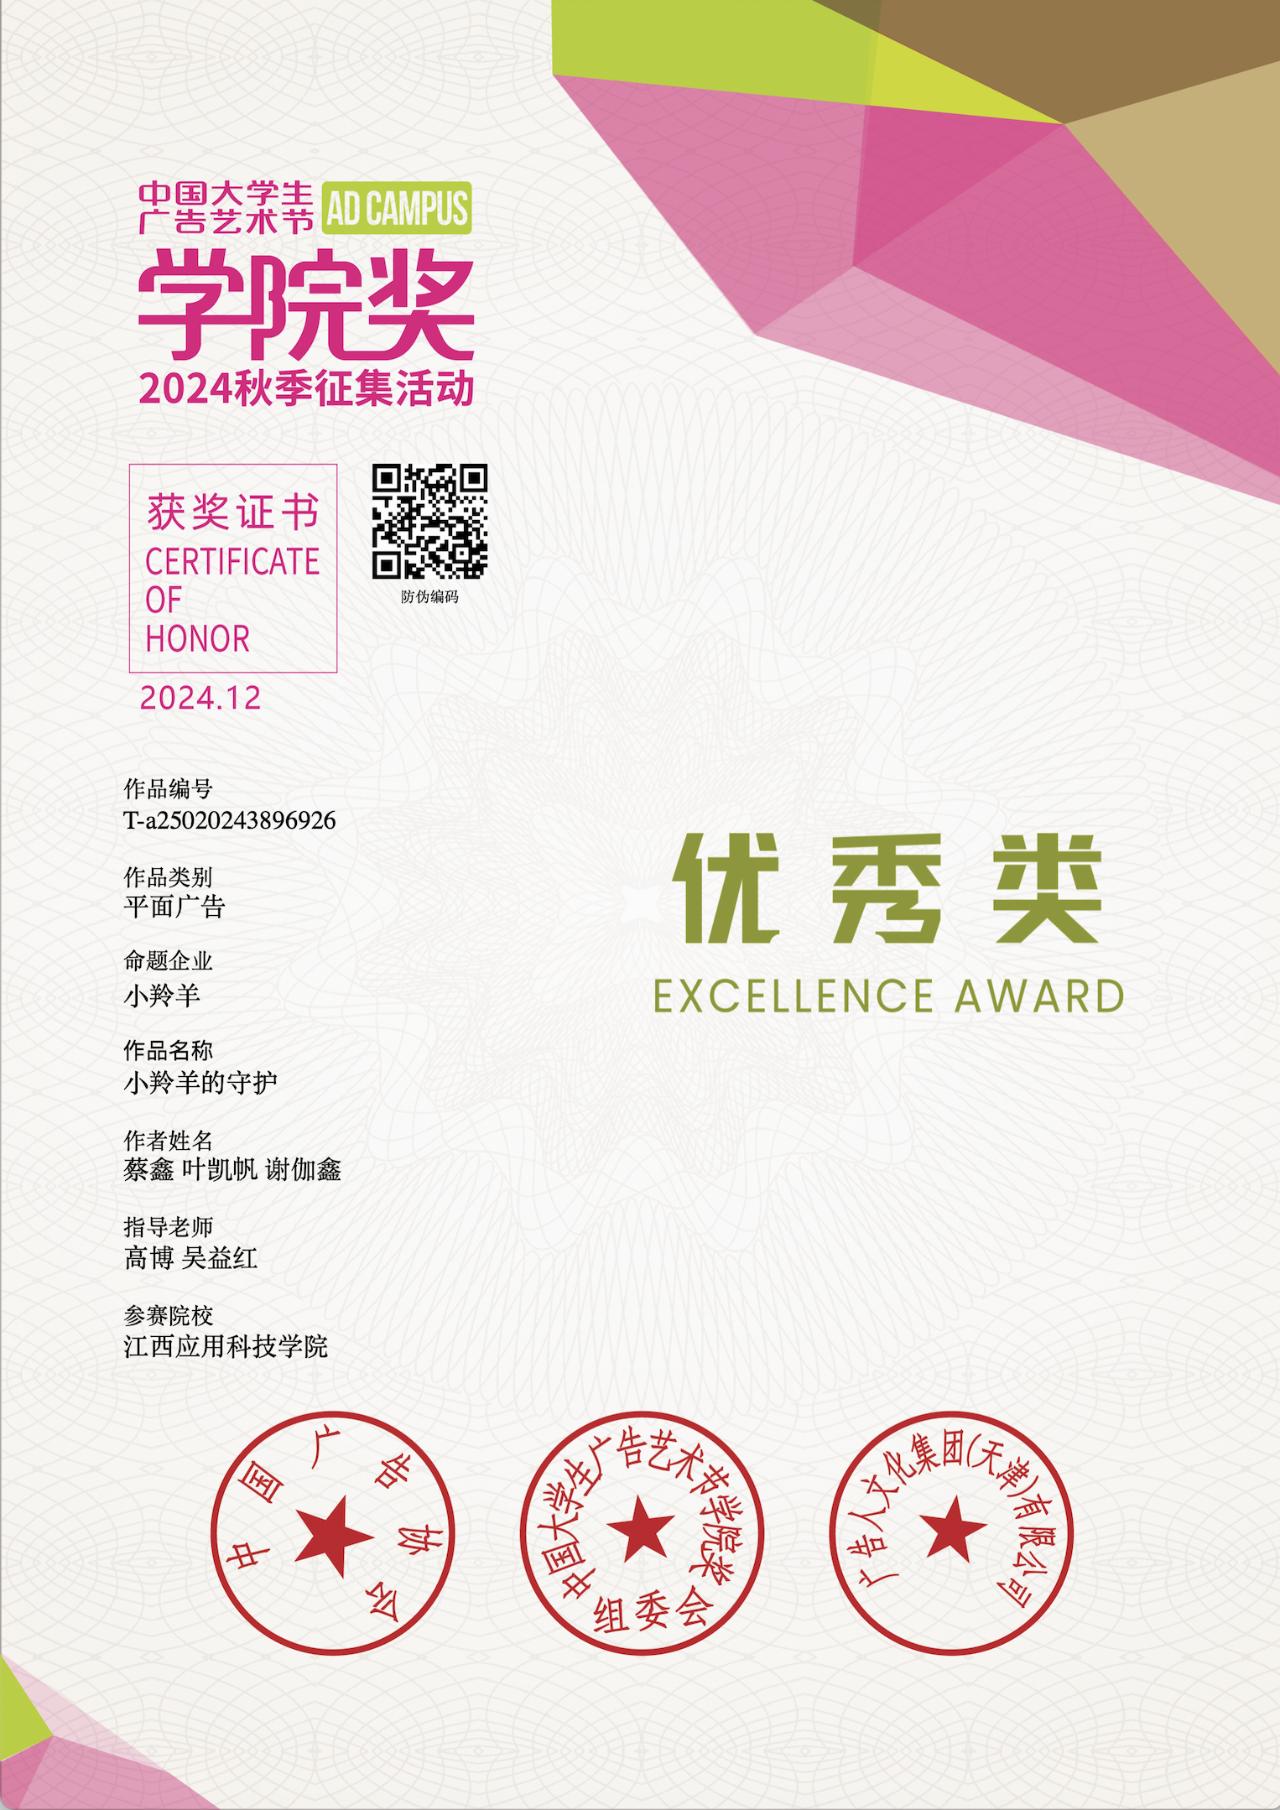 中国大学生
广告艺术节
AD CAMPUS
学院奖
2024秋季征集活动
获奖证书
CERTIFICATE
OF
HONOR
2024.12
防伪编码
作品编号
T-a25020243896926
作品类别
平面广告
命题企业
小羚羊
作品名称
小羚羊的守护
作者姓名
蔡鑫 叶凯帆 谢伽鑫
指导老师
高博 吴益红
参赛院校
江西应用科技学院
优秀类
EXCELLENCE AWARD
中国广告协会
中国大学生广告艺术节学院奖
组委会
广告人文化集团(天津)有限公司